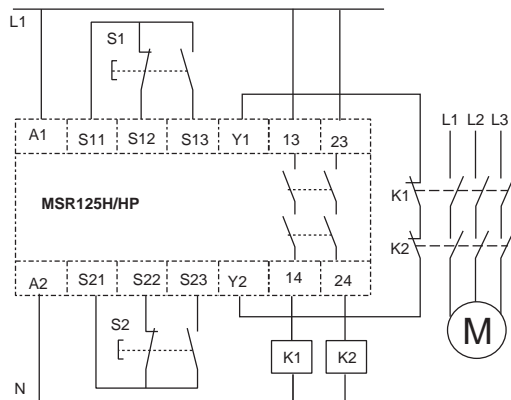 L1
S1
A1 S11 S12 S13 Y1 13 23
L1 L2 L3
MSR125H/HP
K1
K2
A2 S21 S22 S23 Y2 14 24
S2
K1 K2
M
N